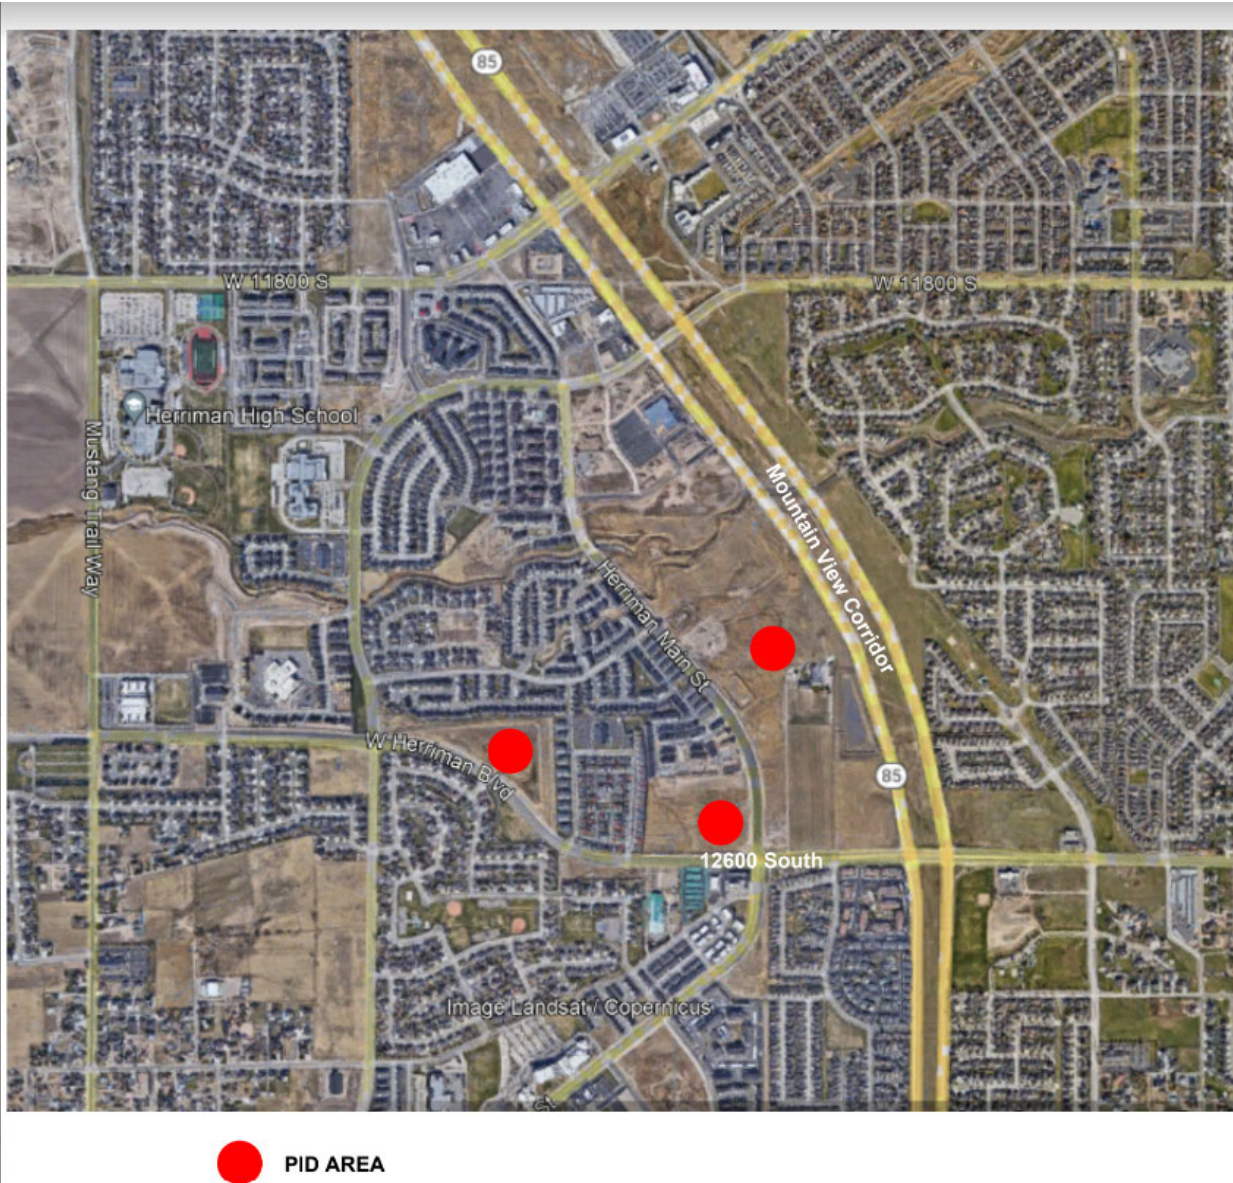 85
W 11800 S
W 11800 S
Herriman High School
Mustang Trail Way
Mountain View Corridor
Herriman Main St
W Herriman Blvd
85
12600 South
Image Landsat / Copernicus
St
PID AREA